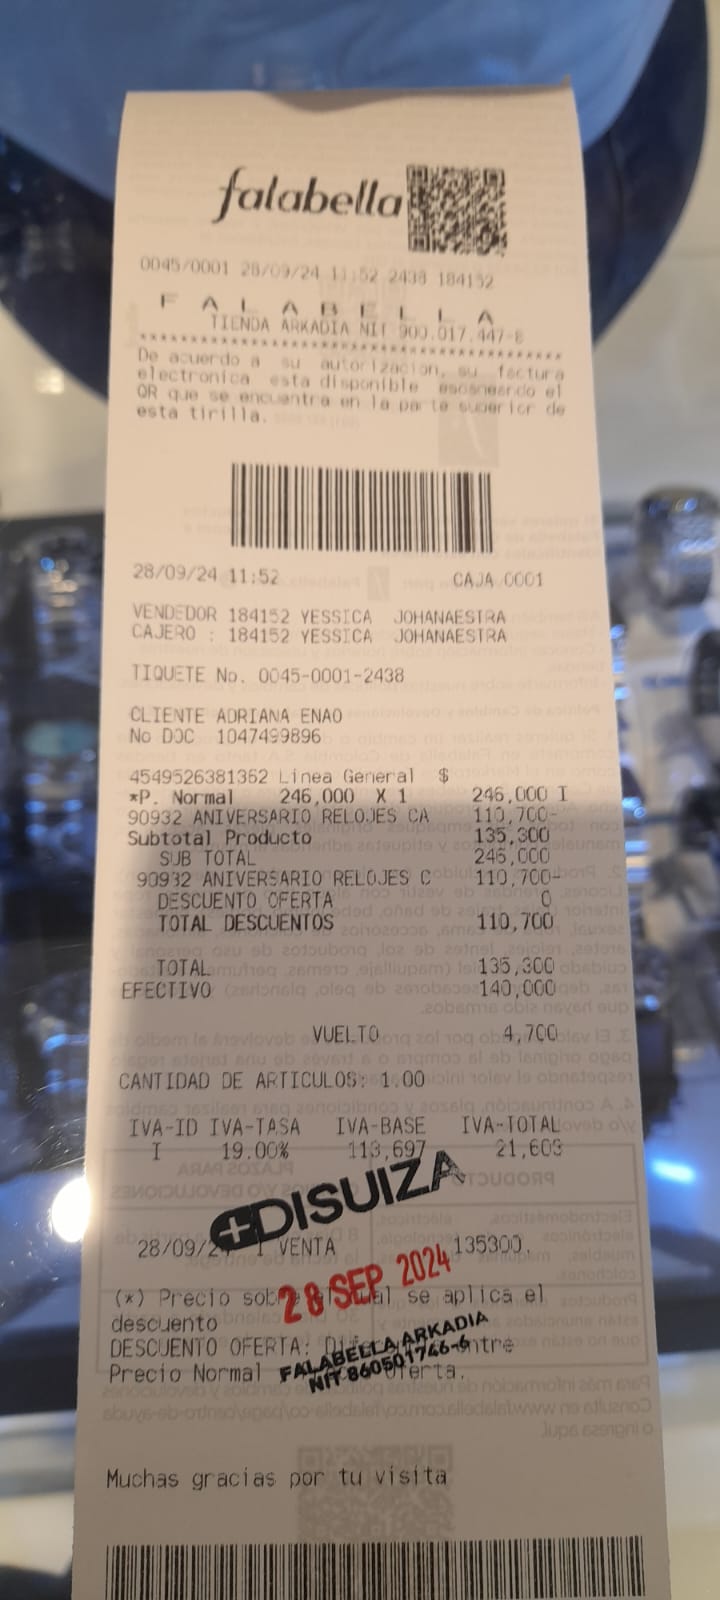 falabella
0045/0001 28/09/24 11:52 2438 184152
F A L A B E L L A
TIENDA ARKADIA NIT 900.017.447-8
De acuerdo a su autorizacion, su factura
electronica esta disponible escaneando el
QR que se encuentra en la parte superior de
esta tirilla.
28/09/24 11:52 CAJA 0001
VENDEDOR 184152 YESSICA JOHANAESTRA
CAJERO : 184152 YESSICA JOHANAESTRA
TIQUETE No. 0045-0001-2438
CLIENTE ADRIANA ENAO
No DOC 1047499896
4549526381362 Linea General $
*P. Normal 246,000 X 1 246,000 I
90932 ANIVERSARIO RELOJES CA 110,700-
Subtotal Producto 135,300
SUB TOTAL 246,000
90932 ANIVERSARIO RELOJES C 110,700-
DESCUENTO OFERTA 0
TOTAL DESCUENTOS 110,700
TOTAL 135,300
EFECTIVO 140,000
VUELTO 4,700
CANTIDAD DE ARTICULOS: 1.00
IVA-ID IVA-TASA IVA-BASE IVA-TOTAL
I 19.00% 113,697 21,603
DISUIZA
28/09/24 1 VENTA 135300.
28 SEP 2024
(*) Precio sobre el cual se aplica el
descuento
DESCUENTO OFERTA: entre
FALABELLA ARKADIA
Precio Normal Oferta.
NIT 860501746-6
Muchas gracias por tu visita